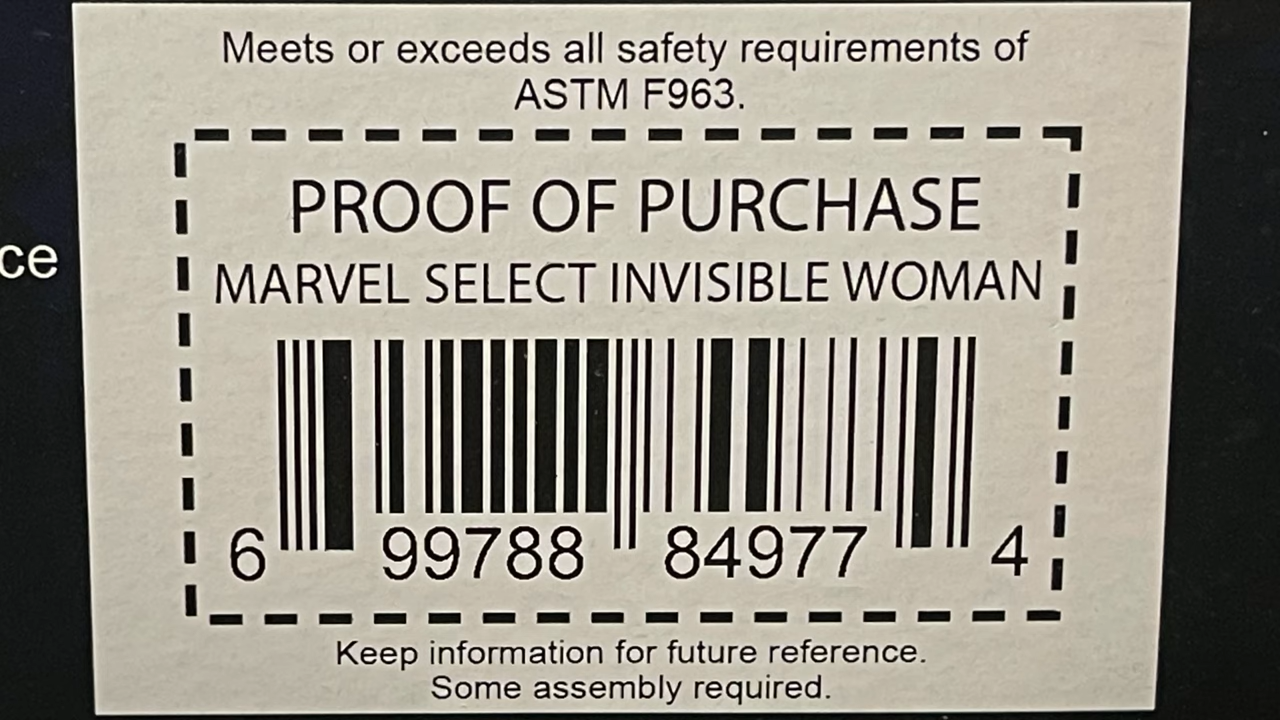 Meets or exceeds all safety requirements of
ASTM F963.
PROOF OF PURCHASE
MARVEL SELECT INVISIBLE WOMAN
6 99788 84977 4
Keep information for future reference.
Some assembly required.
ce